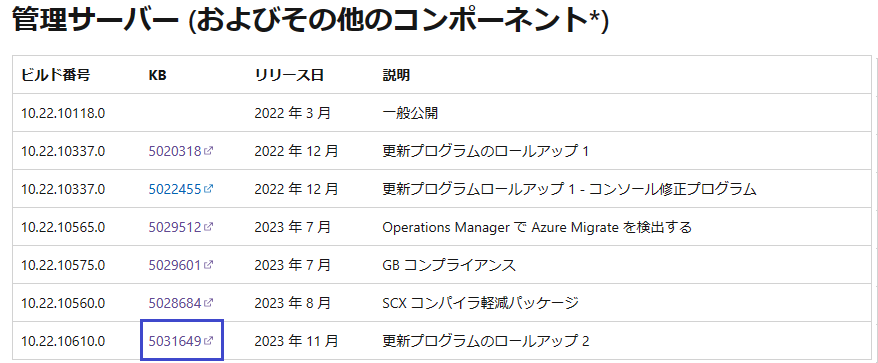 管理サーバー (およびその他のコンポーネント*)
ビルド番号 KB リリース日 説明
10.22.10118.0 2022 年 3 月 一般公開
10.22.10337.0 5020318 2022 年 12 月 更新プログラムのロールアップ 1
10.22.10337.0 5022455 2022 年 12 月 更新プログラムロールアップ 1 - コンソール修正プログラム
10.22.10565.0 5029512 2023 年 7 月 Operations Manager で Azure Migrate を検出する
10.22.10575.0 5029601 2023 年 7 月 GB コンプライアンス
10.22.10560.0 5028684 2023 年 8 月 SCX コンパイラ軽減パッケージ
10.22.10610.0 5031649 2023 年 11 月 更新プログラムのロールアップ 2